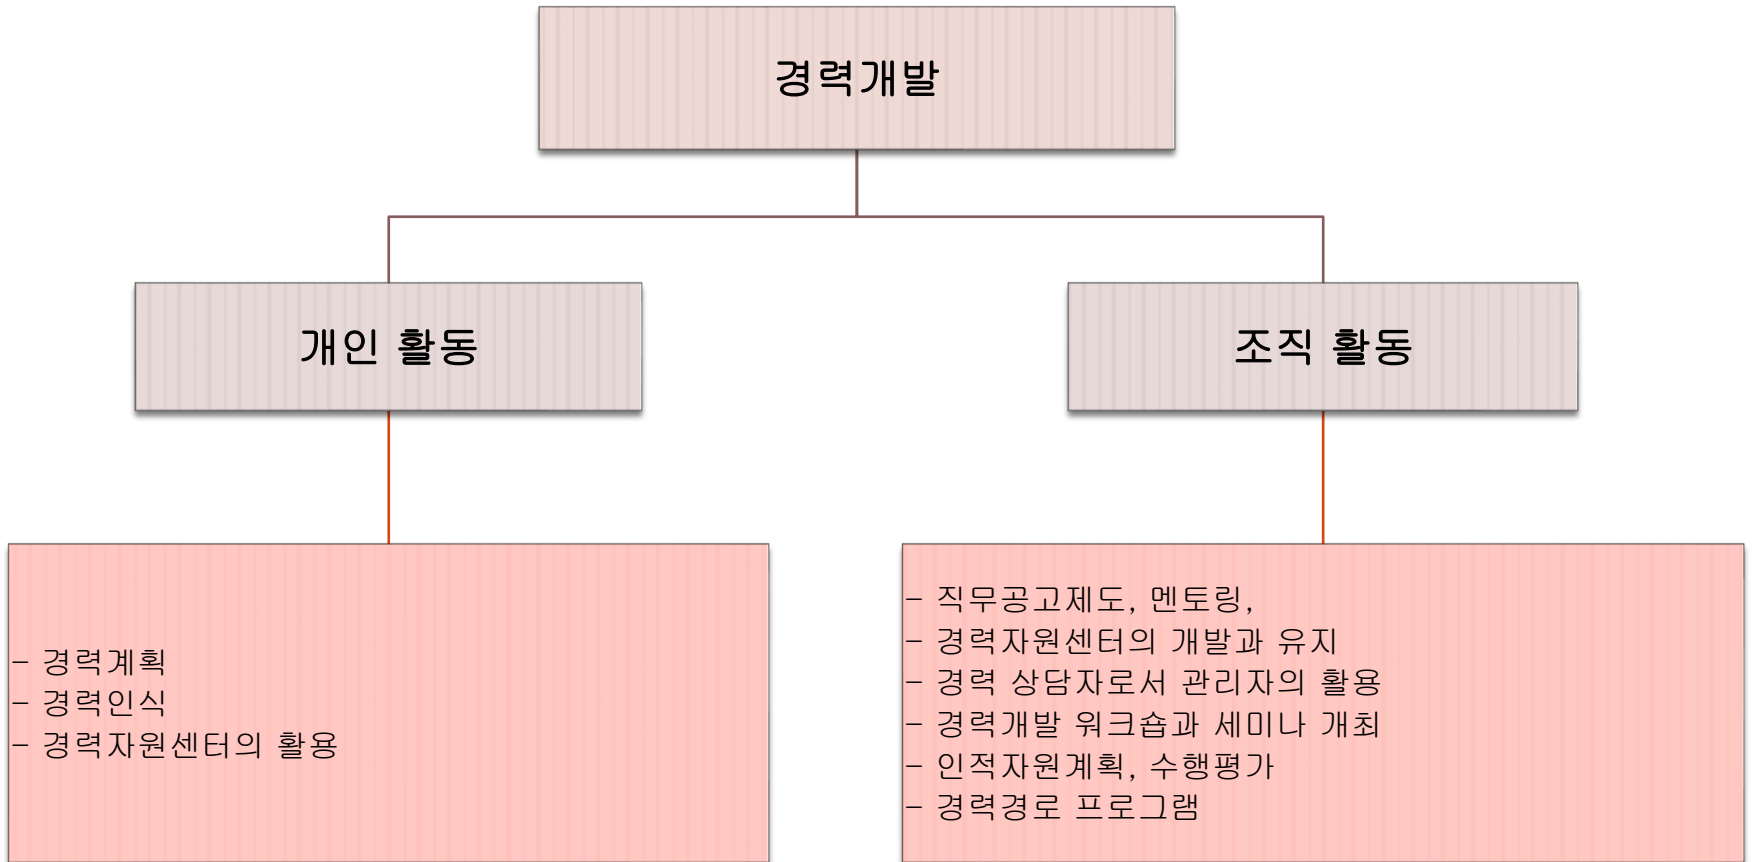 경력개발
개인 활동
조직 활동
– 경력계획
– 경력인식
– 경력자원센터의 활용
– 직무공고제도, 멘토링,
– 경력자원센터의 개발과 유지
– 경력 상담자로서 관리자의 활용
– 경력개발 워크숍과 세미나 개최
– 인적자원계획, 수행평가
– 경력경로 프로그램